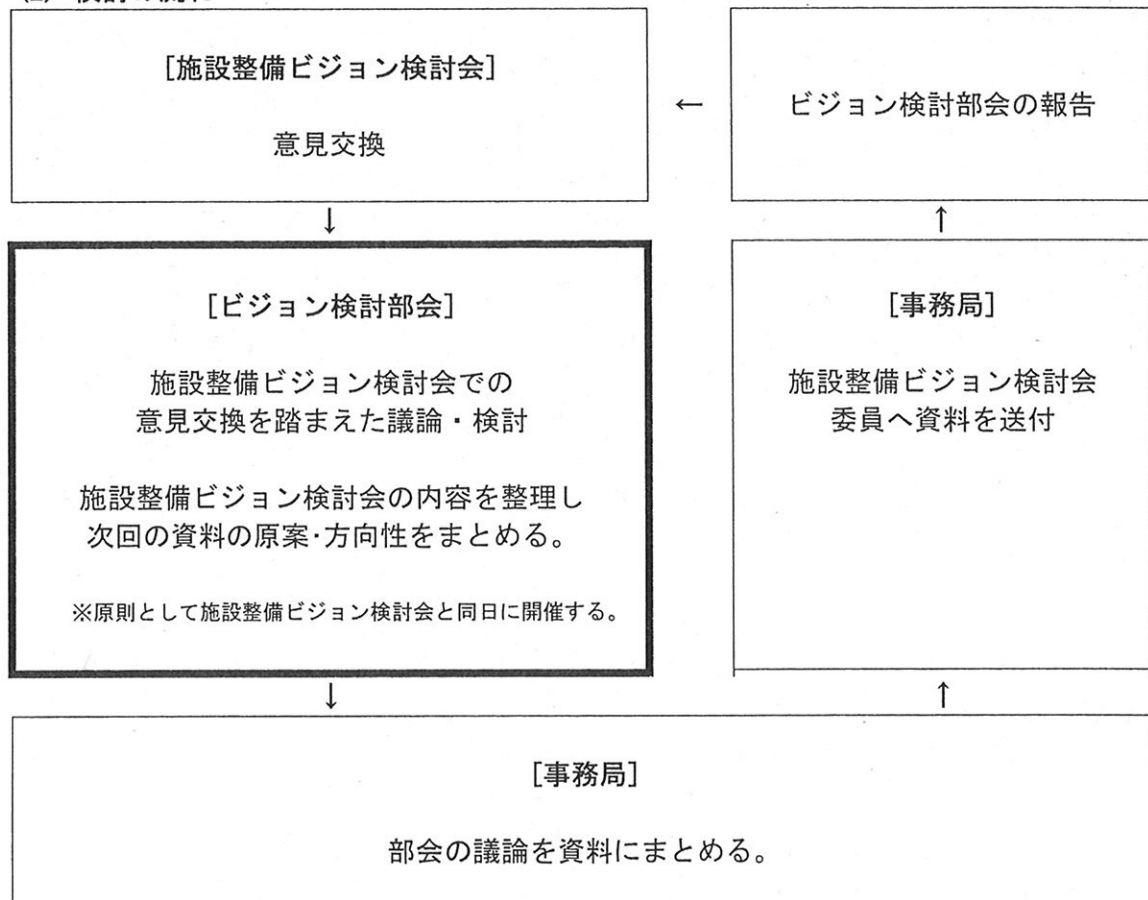 [施設整備ビジョン検討会]
意見交換
←
ビジョン検討部会の報告
↓
↑
[ビジョン検討部会]
施設整備ビジョン検討会での
意見交換を踏まえた議論・検討
施設整備ビジョン検討会の内容を整理し
次回の資料の原案･方向性をまとめる。
※原則として施設整備ビジョン検討会と同日に開催する。
[事務局]
施設整備ビジョン検討会
委員へ資料を送付
↓
↑
[事務局]
部会の議論を資料にまとめる。